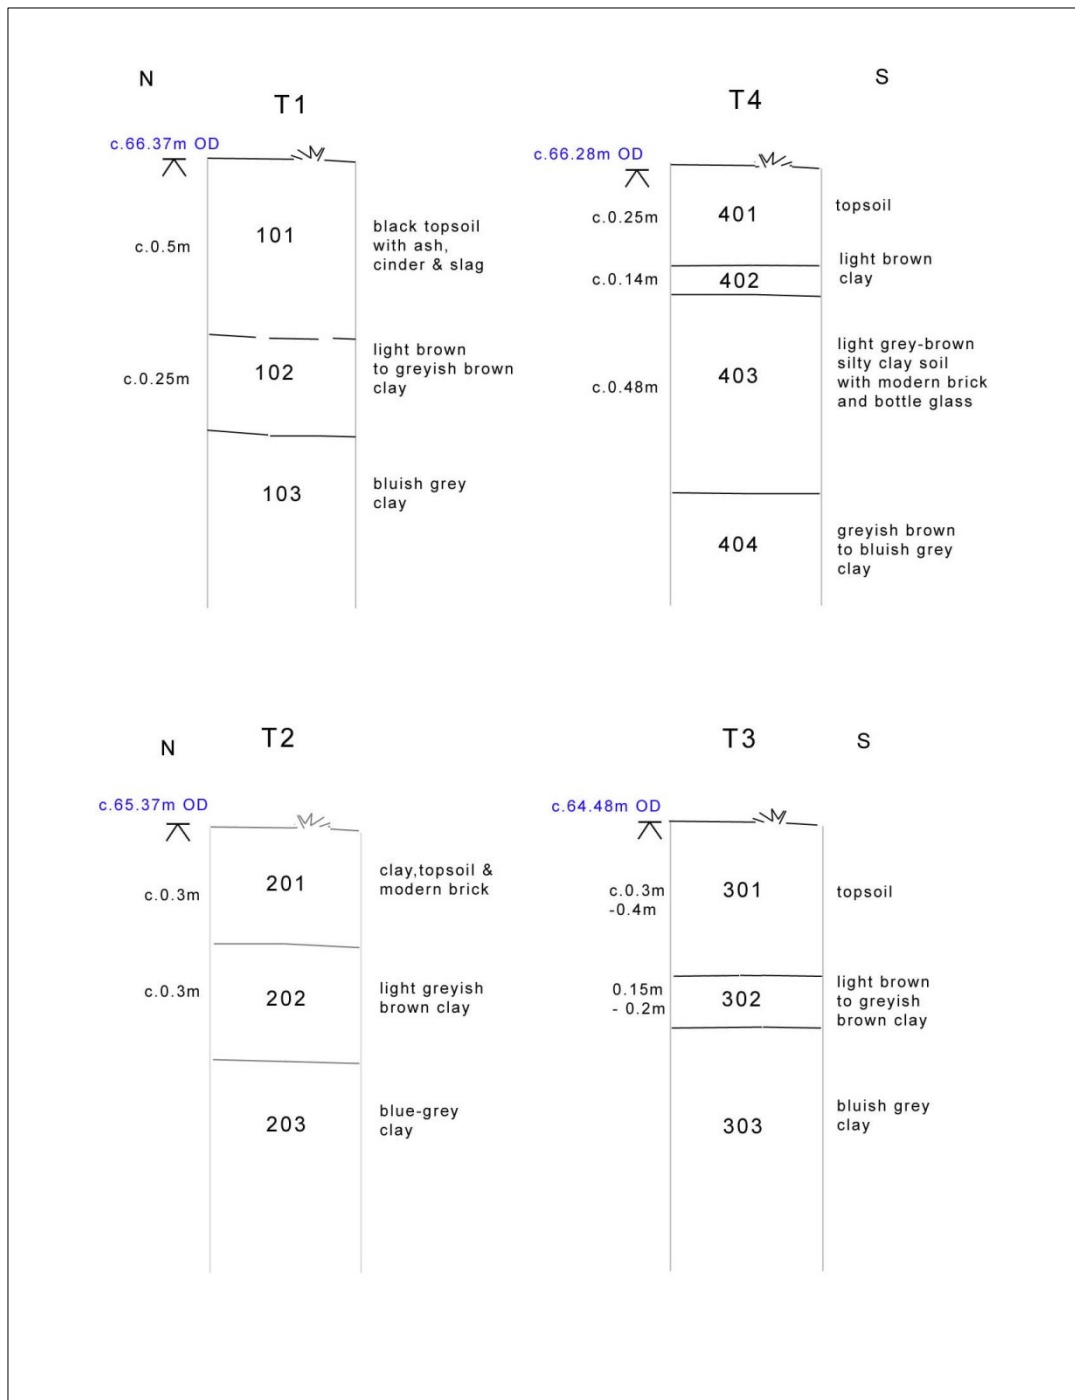 N
T1
c.66.37m OD
101
c.0.5m
black topsoil
with ash,
cinder & slag
102
c.0.25m
light brown
to greyish brown
clay
103
bluish grey
clay
S
T4
c.66.28m OD
401
c.0.25m
topsoil
402
c.0.14m
light brown
clay
403
c.0.48m
light grey-brown
silty clay soil
with modern brick
and bottle glass
404
greyish brown
to bluish grey
clay
N
T2
c.65.37m OD
201
c.0.3m
clay,topsoil &
modern brick
202
c.0.3m
light greyish
brown clay
203
blue-grey
clay
T3
S
c.64.48m OD
301
c.0.3m
-0.4m
topsoil
302
0.15m
- 0.2m
light brown
to greyish
brown clay
303
bluish grey
clay